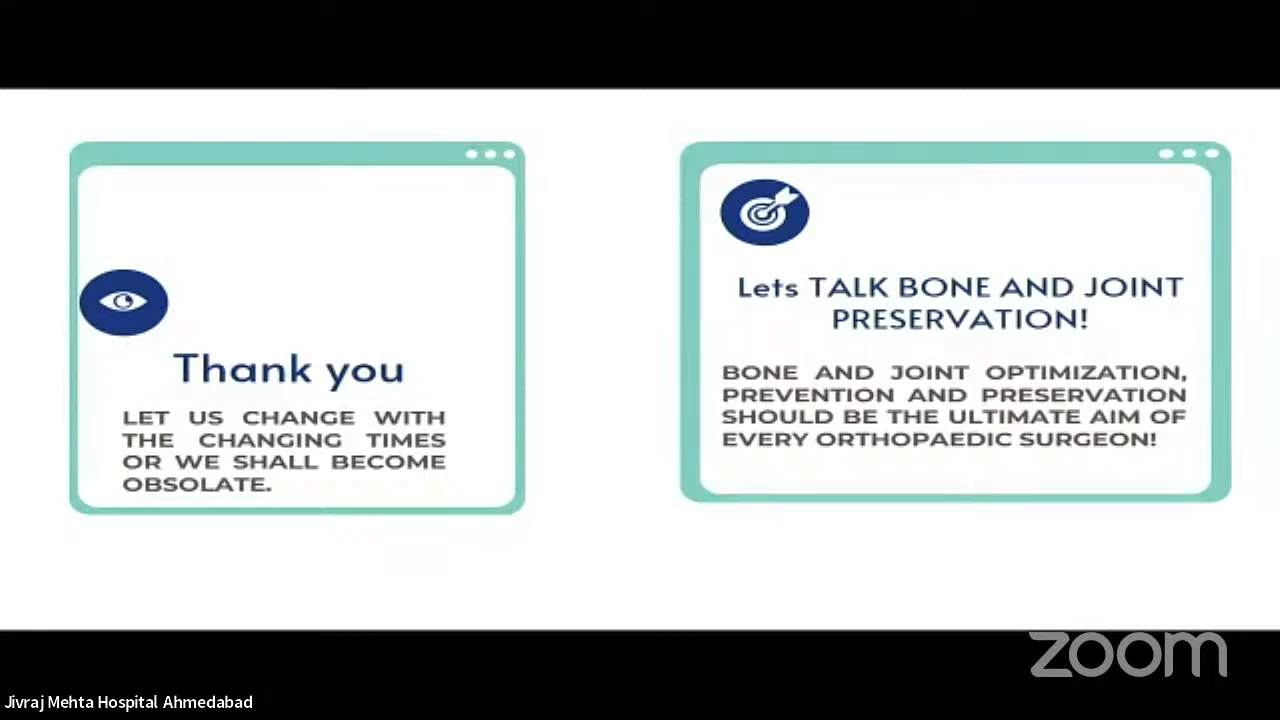 Thank you
LET US CHANGE WITH
THE CHANGING TIMES
OR WE SHALL BECOME
OBSOLATE.
Lets TALK BONE AND JOINT
PRESERVATION!
BONE AND JOINT OPTIMIZATION,
PREVENTION AND PRESERVATION
SHOULD BE THE ULTIMATE AIM OF
EVERY ORTHOPAEDIC SURGEON!
zoom
Jivraj Mehta Hospital Ahmedabad